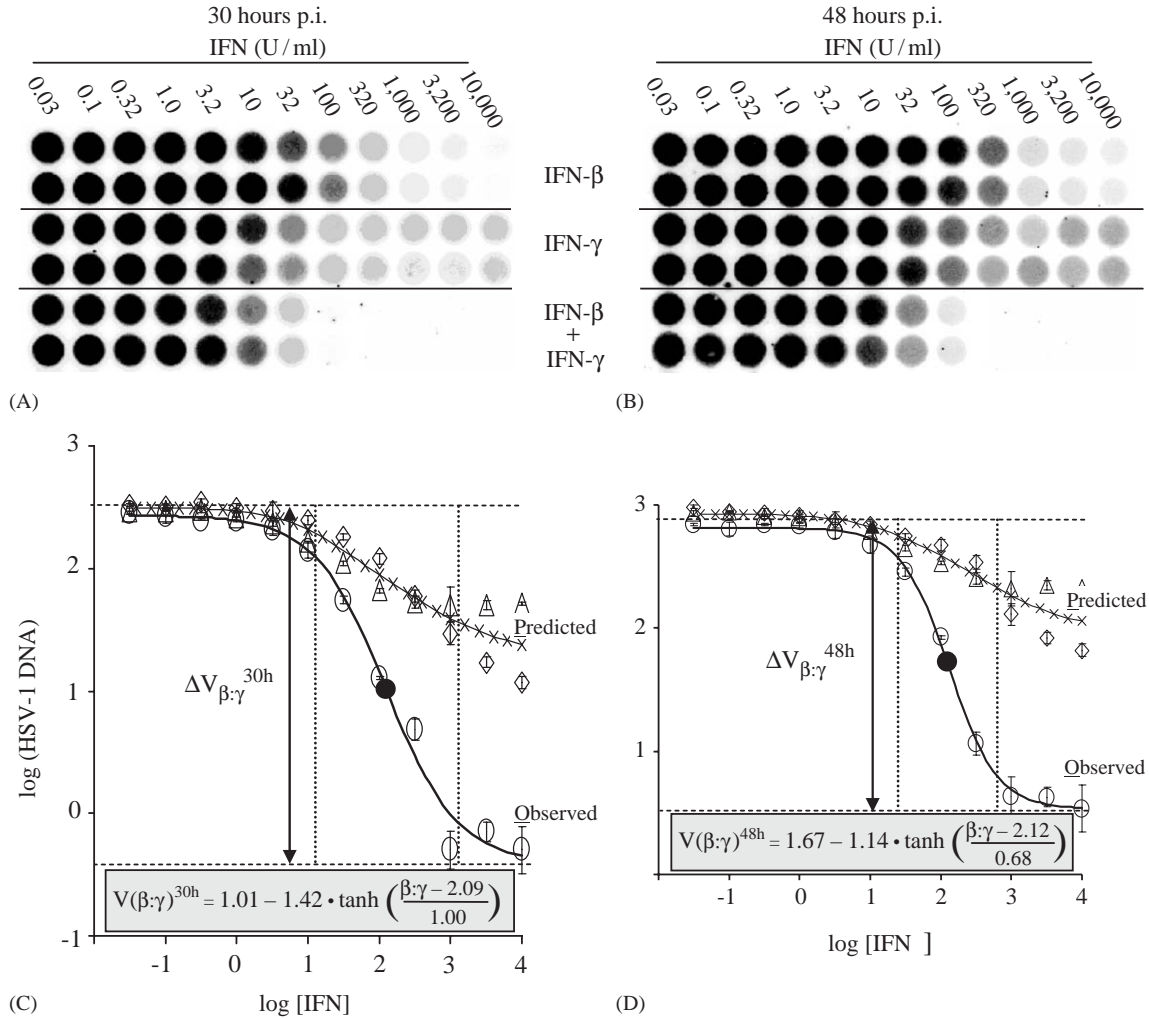 30 hours p.i.
IFN (U / ml)
0.03 0.1 0.32 1.0 3.2 10 32 100 320 1,000 3,200 10,000
48 hours p.i.
IFN (U / ml)
0.03 0.1 0.32 1.0 3.2 10 32 100 320 1,000 3,200 10,000
IFN-β
IFN-γ
IFN-β
+
IFN-γ
(A)
(B)
log (HSV-1 DNA)
3
2
1
0
-1
ΔVβ:γ^30h
Predicted
Observed
V(β:γ)^30h = 1.01 – 1.42 • tanh (β:γ – 2.09 / 1.00)
-1 0 1 2 3 4
log [IFN]
(C)
3
2
1
ΔVβ:γ^48h
Predicted
Observed
V(β:γ)^48h = 1.67 – 1.14 • tanh (β:γ – 2.12 / 0.68)
-1 0 1 2 3 4
log [IFN ]
(D)